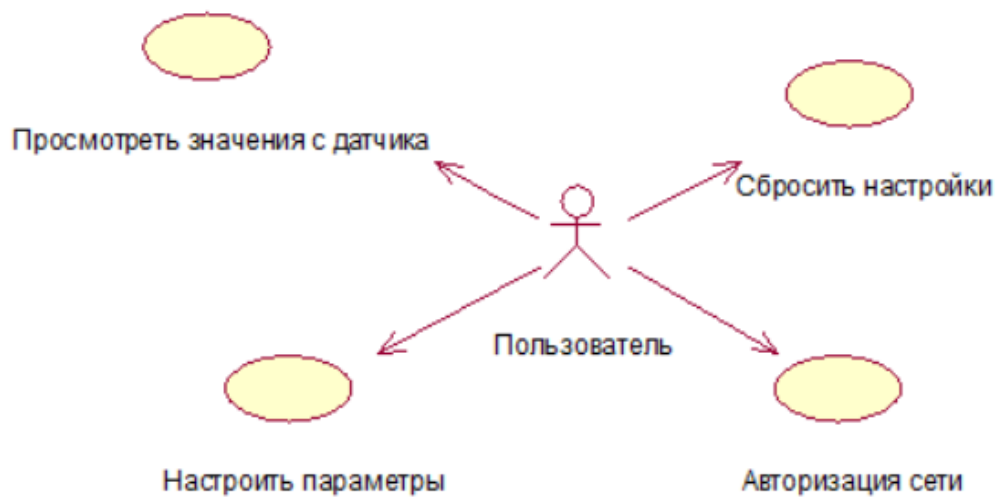 Просмотреть значения с датчика
Сбросить настройки
Пользователь
Настроить параметры
Авторизация сети